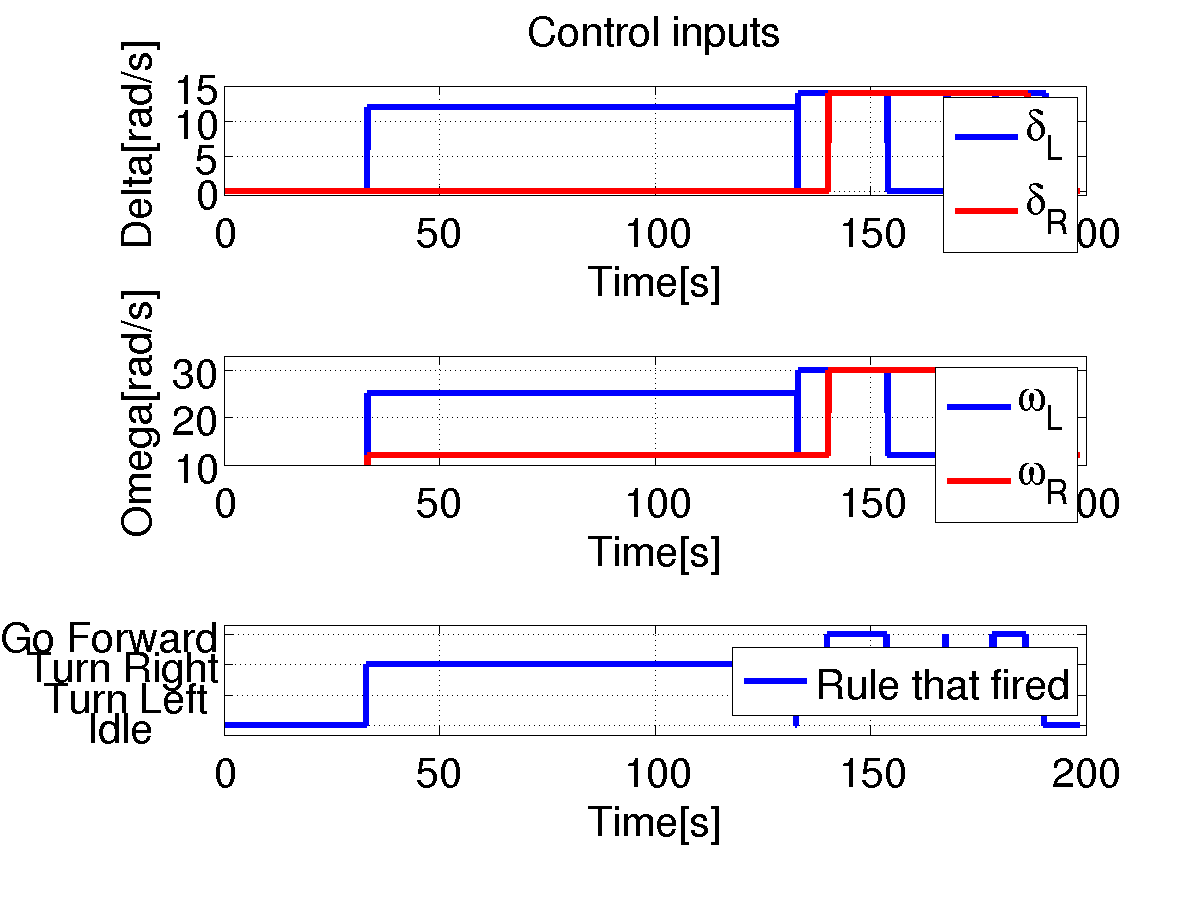 Control inputs
Delta[rad/s]
15
10
5
0
δL
δR
0 50 100 150 00
Time[s]
Omega[rad/s]
30
20
10
ωL
ωR
0 50 100 150 00
Time[s]
Go Forward
Turn Right
Turn Left
Idle
Rule that fired
0 50 100 150 200
Time[s]